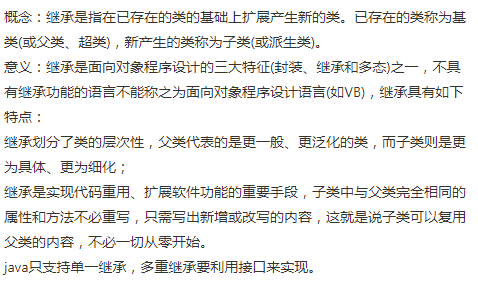 概念：继承是指在已存在的类的基础上扩展产生新的类。已存在的类称为基
类(或父类、超类)，新产生的类称为子类(或派生类)。
意义：继承是面向对象程序设计的三大特征(封装、继承和多态)之一，不具
有继承功能的语言不能称之为面向对象程序设计语言(如VB)，继承具有如下
特点：
继承划分了类的层次性，父类代表的是更一般、更泛化的类，而子类则是更
为具体、更为细化；
继承是实现代码重用、扩展软件功能的重要手段，子类中与父类完全相同的
属性和方法不必重写，只需写出新增或改写的内容，这就是说子类可以复用
父类的内容，不必一切从零开始。
java只支持单一继承，多重继承要利用接口来实现。